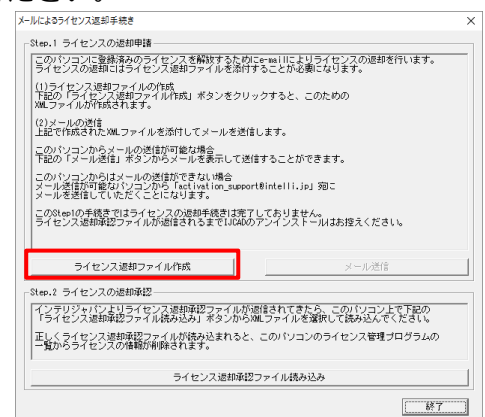 メールによるライセンス返却手続き
Step.1 ライセンスの返却申請
このパソコンに登録済みのライセンスを解放するためにe-mailによりライセンスの返却を行います。
ライセンスの返却にはライセンス返却ファイルを添付することが必要になります。
(1)ライセンス返却ファイルの作成
下記の「ライセンス返却ファイル作成」ボタンをクリックすると、このための
XMLファイルが作成されます。
(2)メールの送信
上記で作成されたXMLファイルを添付してメールを送信します。
このパソコンからメールの送信が可能な場合
下記の「メール送信」ボタンからメールを表示して送信することができます。
このパソコンからはメールの送信ができない場合
メール送信が可能なパソコンから「activation_support@intelli.jp」宛に
メールを送信していただくことになります。
このStep1の手続きではライセンスの返却手続きは完了しておりません。
ライセンス返却承認ファイルが返信されるまでIJCADのアンインストールはお控えください。
ライセンス返却ファイル作成
メール送信
Step.2 ライセンスの返却承認
インテリジャパンよりライセンス返却承認ファイルが返信されてきたら、このパソコン上で下記の
「ライセンス返却承認ファイル読み込み」ボタンからXMLファイルを選択して読み込んでください。
正しくライセンス返却承認ファイルが読み込まれると、このパソコンのライセンス管理プログラムの
一覧からライセンスの情報が削除されます。
ライセンス返却承認ファイル読み込み
終了